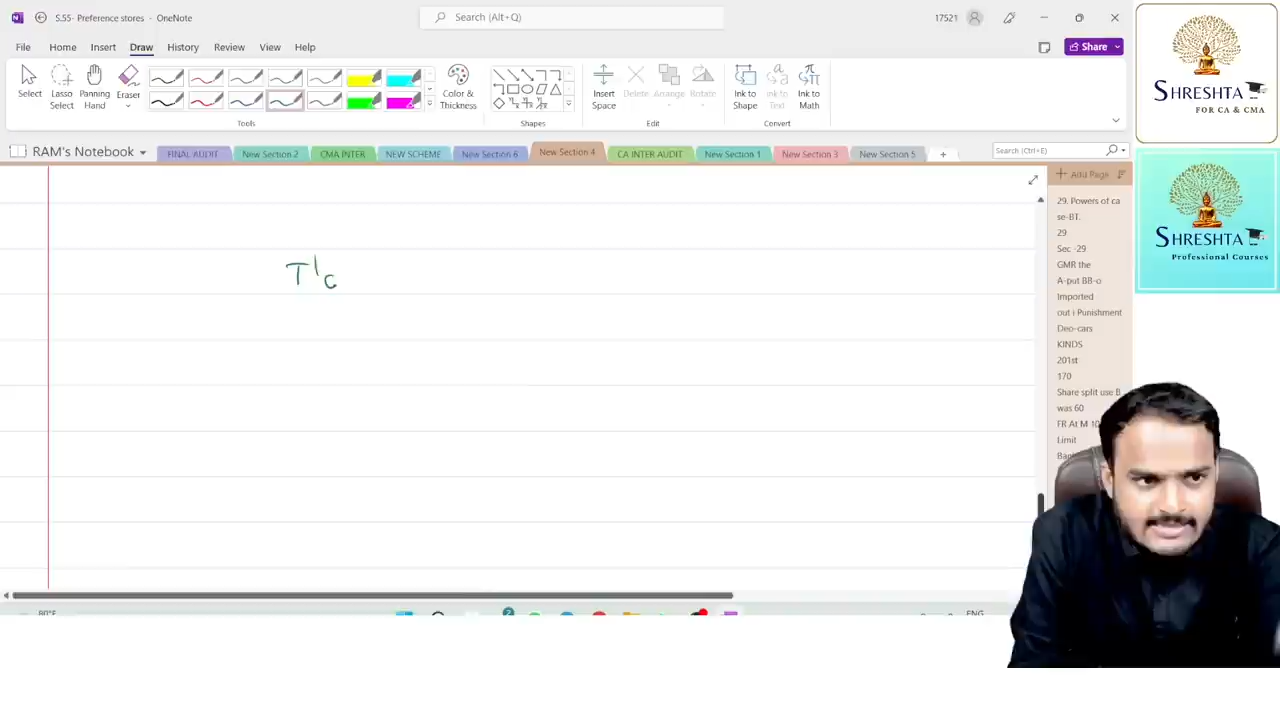 S.55- Preference stores - OneNote
Search (Alt+Q)
17521
File Home Insert Draw History Review View Help
Share
Select
Lasso Select
Panning Hand
Eraser
Color & Thickness
Insert Space
Delete
Arrange
Rotate
Ink to Shape
Ink to Text
Ink to Math
Tools
Shapes
Edit
Convert
RAM's Notebook
FINAL AUDIT
New Section 2
CMA INTER
NEW SCHEME
New Section 6
New Section 4
CA INTER AUDIT
New Section 1
New Section 3
New Section 5
Search (Ctrl+E)
Add Page
29. Powers of ca
se-BT.
29
Sec -29
GMR the
A-put BB-o
Imported
out i Punishment
Deo-cars
KINDS
201st
170
Share split use B
was 60
FR At M 10
Limit
T'c
80°F
ENG
SHRESHTA
FOR CA & CMA
SHRESHTA
Professional Courses